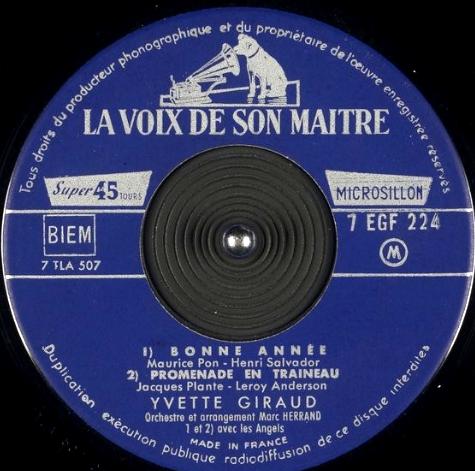 Tous droits du producteur phonographique et du propriétaire de l'œuvre enregistrée réservés
LA VOIX DE SON MAITRE
Super 45 TOURS
MICROSILLON
BIEM
7 EGF 224
7 TLA 507
M
1) BONNE ANNÉE
Maurice Pon - Henri Salvador
2) PROMENADE EN TRAINEAU
Jacques Plante - Leroy Anderson
YVETTE GIRAUD
Orchestre et arrangement Marc HERRAND
1 et 2) avec les Angels
MADE IN FRANCE
Duplication exécution publique radiodiffusion de ce disque interdites